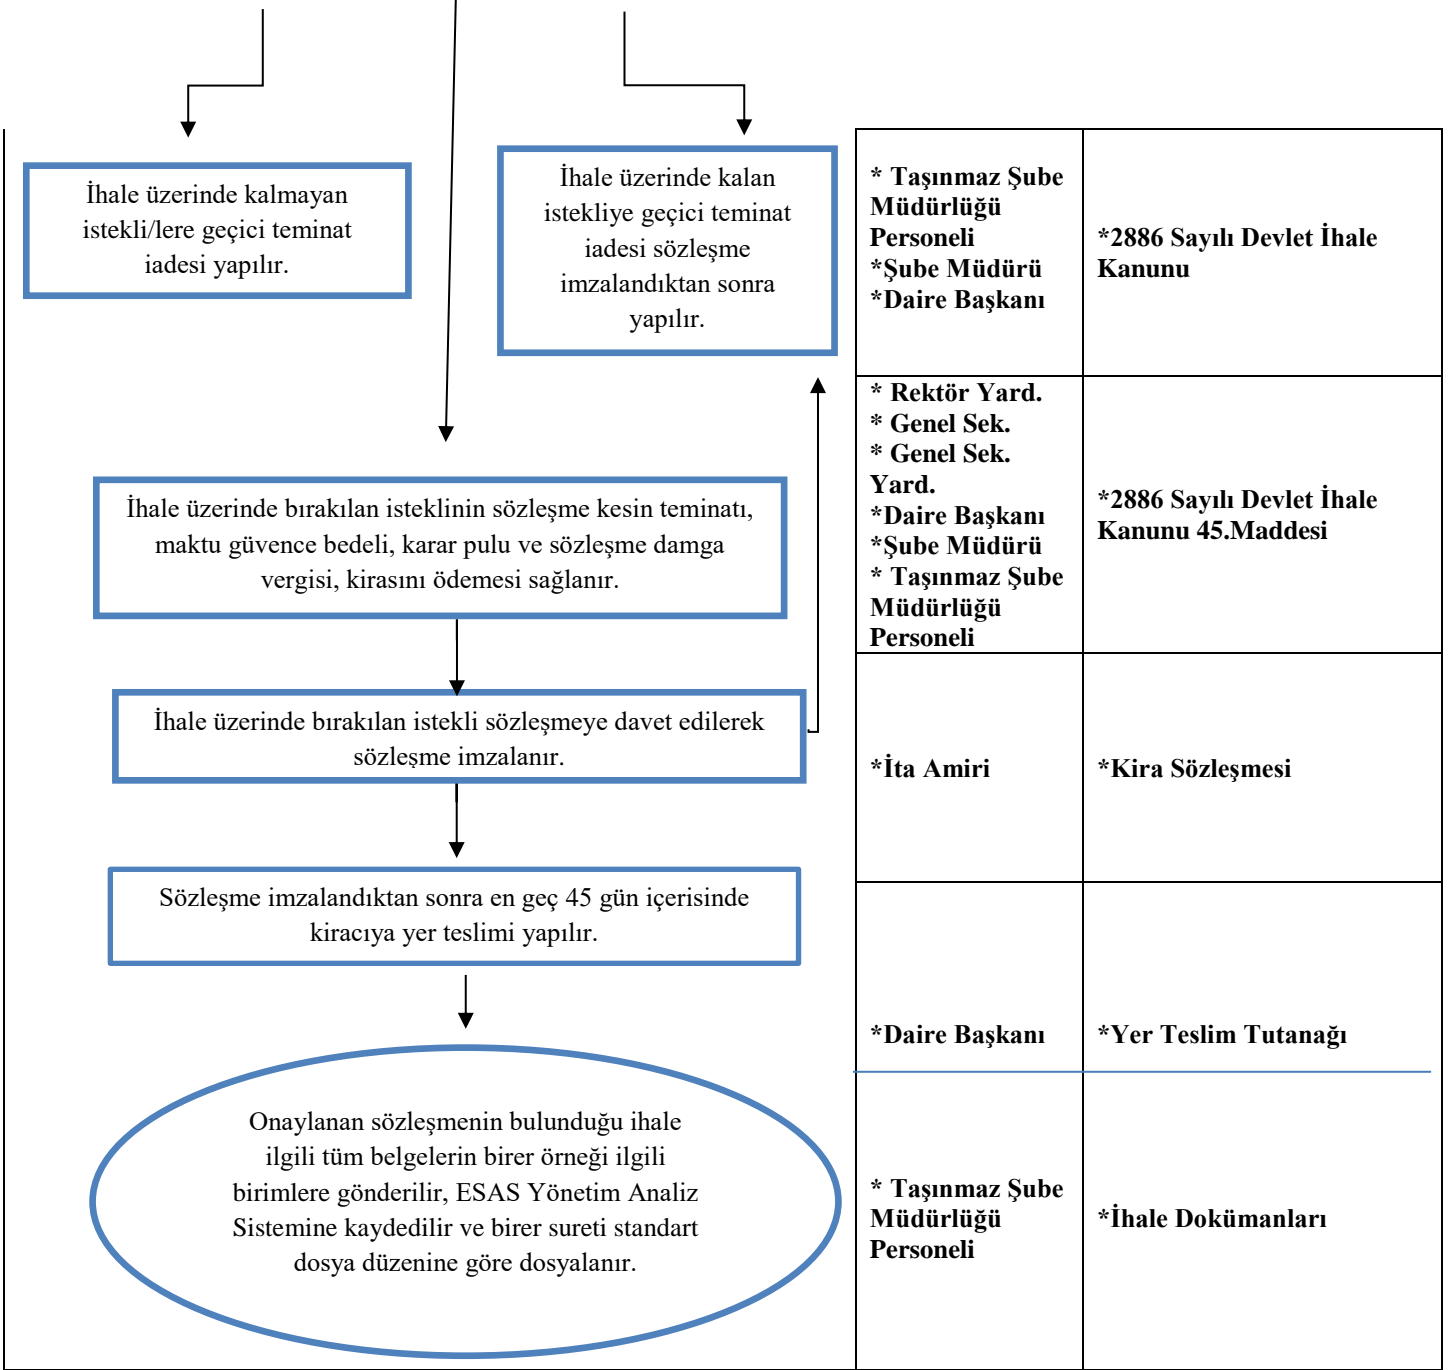 İhale üzerinde kalmayan
istekli/lere geçici teminat
iadesi yapılır.
İhale üzerinde kalan
istekliye geçici teminat
iadesi sözleşme
imzalandıktan sonra
yapılır.
* Taşınmaz Şube
Müdürlüğü
Personeli
*Şube Müdürü
*Daire Başkanı
*2886 Sayılı Devlet İhale
Kanunu
İhale üzerinde bırakılan isteklinin sözleşme kesin teminatı,
maktu güvence bedeli, karar pulu ve sözleşme damga
vergisi, kirasını ödemesi sağlanır.
* Rektör Yard.
* Genel Sek.
* Genel Sek.
Yard.
*Daire Başkanı
*Şube Müdürü
* Taşınmaz Şube
Müdürlüğü
Personeli
*2886 Sayılı Devlet İhale
Kanunu 45.Maddesi
İhale üzerinde bırakılan istekli sözleşmeye davet edilerek
sözleşme imzalanır.
*İta Amiri
*Kira Sözleşmesi
Sözleşme imzalandıktan sonra en geç 45 gün içerisinde
kiracıya yer teslimi yapılır.
*Daire Başkanı
*Yer Teslim Tutanağı
Onaylanan sözleşmenin bulunduğu ihale
ilgili tüm belgelerin birer örneği ilgili
birimlere gönderilir, ESAS Yönetim Analiz
Sistemine kaydedilir ve birer sureti standart
dosya düzenine göre dosyalanır.
* Taşınmaz Şube
Müdürlüğü
Personeli
*İhale Dokümanları